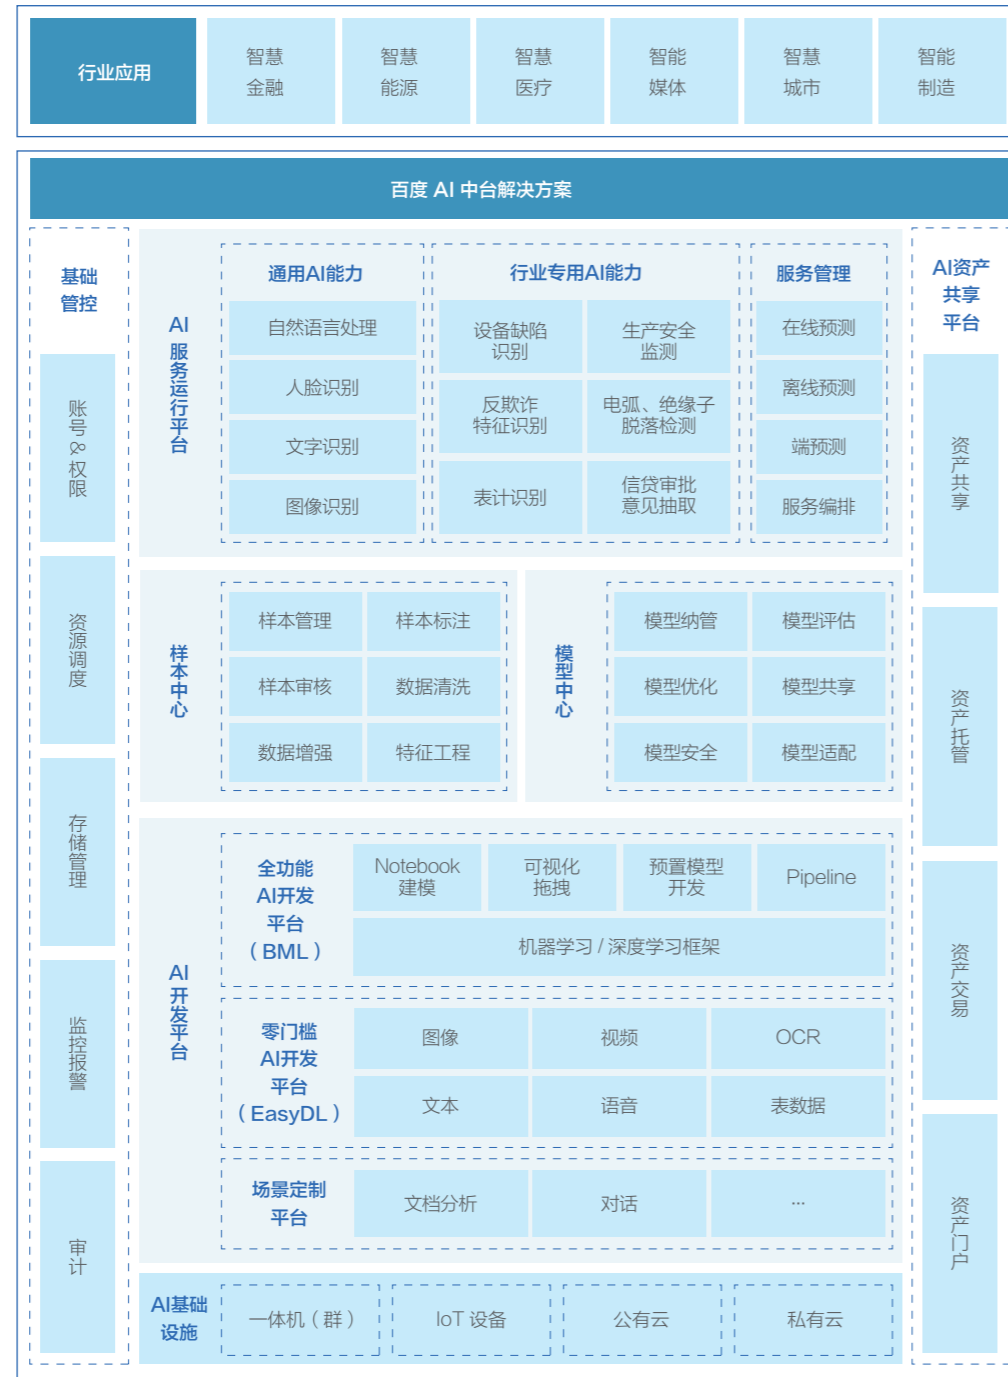 行业应用
智慧
金融
智慧
能源
智慧
医疗
智能
媒体
智慧
城市
智能
制造
百度 AI 中台解决方案
基础
管控
账号&权限
资源调度
存储管理
监控报警
审计
AI
服务运行平台
通用AI能力
自然语言处理
人脸识别
文字识别
图像识别
行业专用AI能力
设备缺陷
识别
生产安全
监测
反欺诈
特征识别
电弧、绝缘子
脱落检测
表计识别
信贷审批
意见抽取
服务管理
在线预测
离线预测
端预测
服务编排
样本中心
样本管理
样本标注
样本审核
数据清洗
数据增强
特征工程
模型中心
模型纳管
模型评估
模型优化
模型共享
模型安全
模型适配
AI
开发平台
全功能
AI开发
平台
（BML）
Notebook
建模
可视化
拖拽
预置模型
开发
Pipeline
机器学习 / 深度学习框架
零门槛
AI开发
平台
（EasyDL）
图像
视频
OCR
文本
语音
表数据
场景定制
平台
文档分析
对话
...
AI基础
设施
一体机（群）
IoT 设备
公有云
私有云
AI资产
共享
平台
资产共享
资产托管
资产交易
资产门户